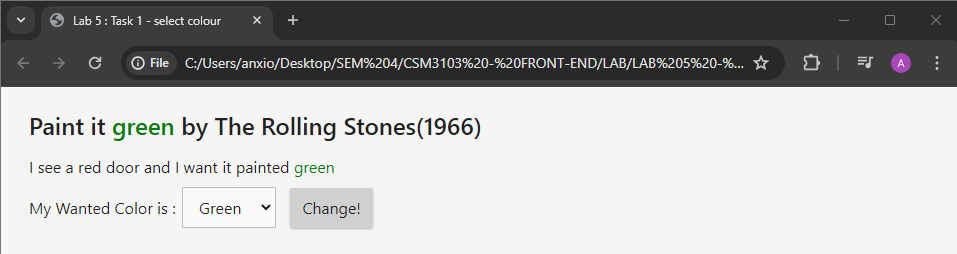 Lab 5 : Task 1 - select colour
File C:/Users/anxio/Desktop/SEM%204/CSM3103%20-%20FRONT-END/LAB/LAB%205%20-%... A
Paint it green by The Rolling Stones(1966)
I see a red door and I want it painted green
My Wanted Color is : Green Change!